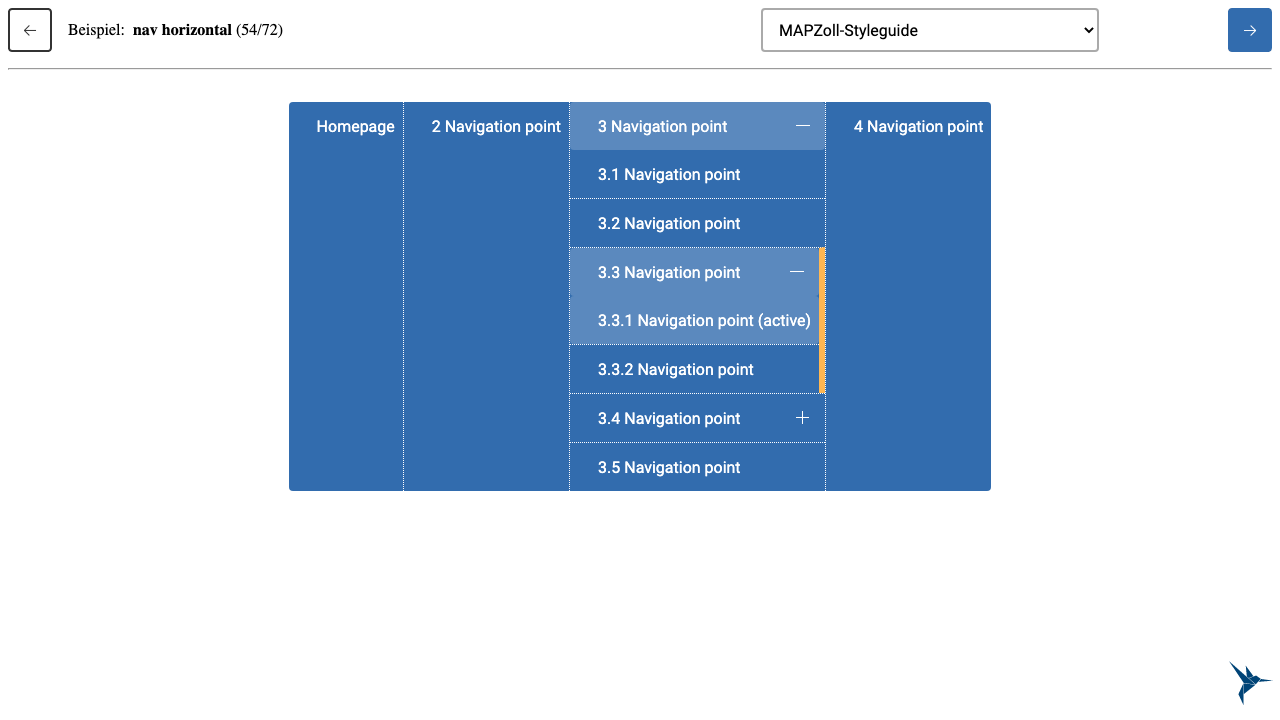 Beispiel: nav horizontal (54/72)
MAPZoll-Styleguide
Homepage
2 Navigation point
3 Navigation point
3.1 Navigation point
3.2 Navigation point
3.3 Navigation point
3.3.1 Navigation point (active)
3.3.2 Navigation point
3.4 Navigation point
3.5 Navigation point
4 Navigation point